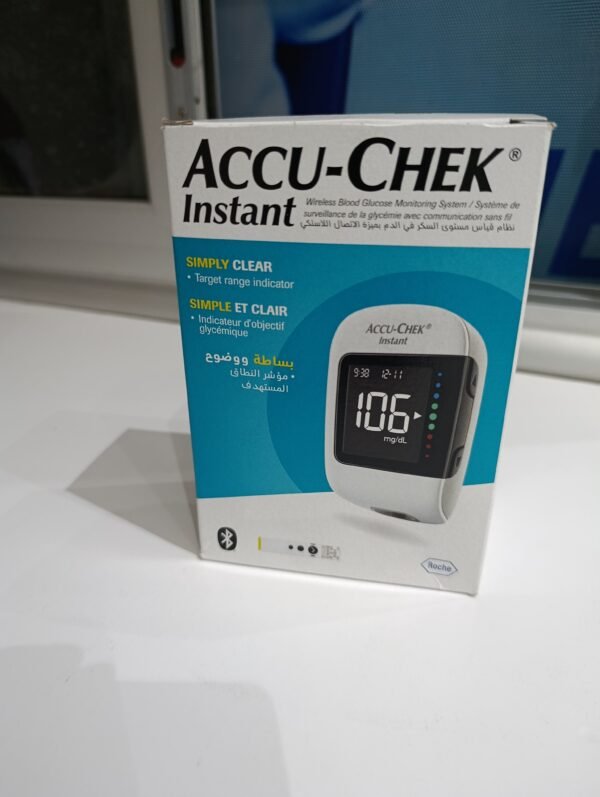 ACCU-CHEK®
Instant
Wireless Blood Glucose Monitoring System / Système de
surveillance de la glycémie avec communication sans fil
نظام قياس مستوى السكر في الدم بميزة الاتصال اللاسلكي
SIMPLY CLEAR
• Target range indicator
SIMPLE ET CLAIR
• Indicateur d'objectif
glycémique
بساطة ووضوح
• مؤشر النطاق
المستهدف
ACCU-CHEK®
Instant
9:38 12-11
106
mg/dL
Roche